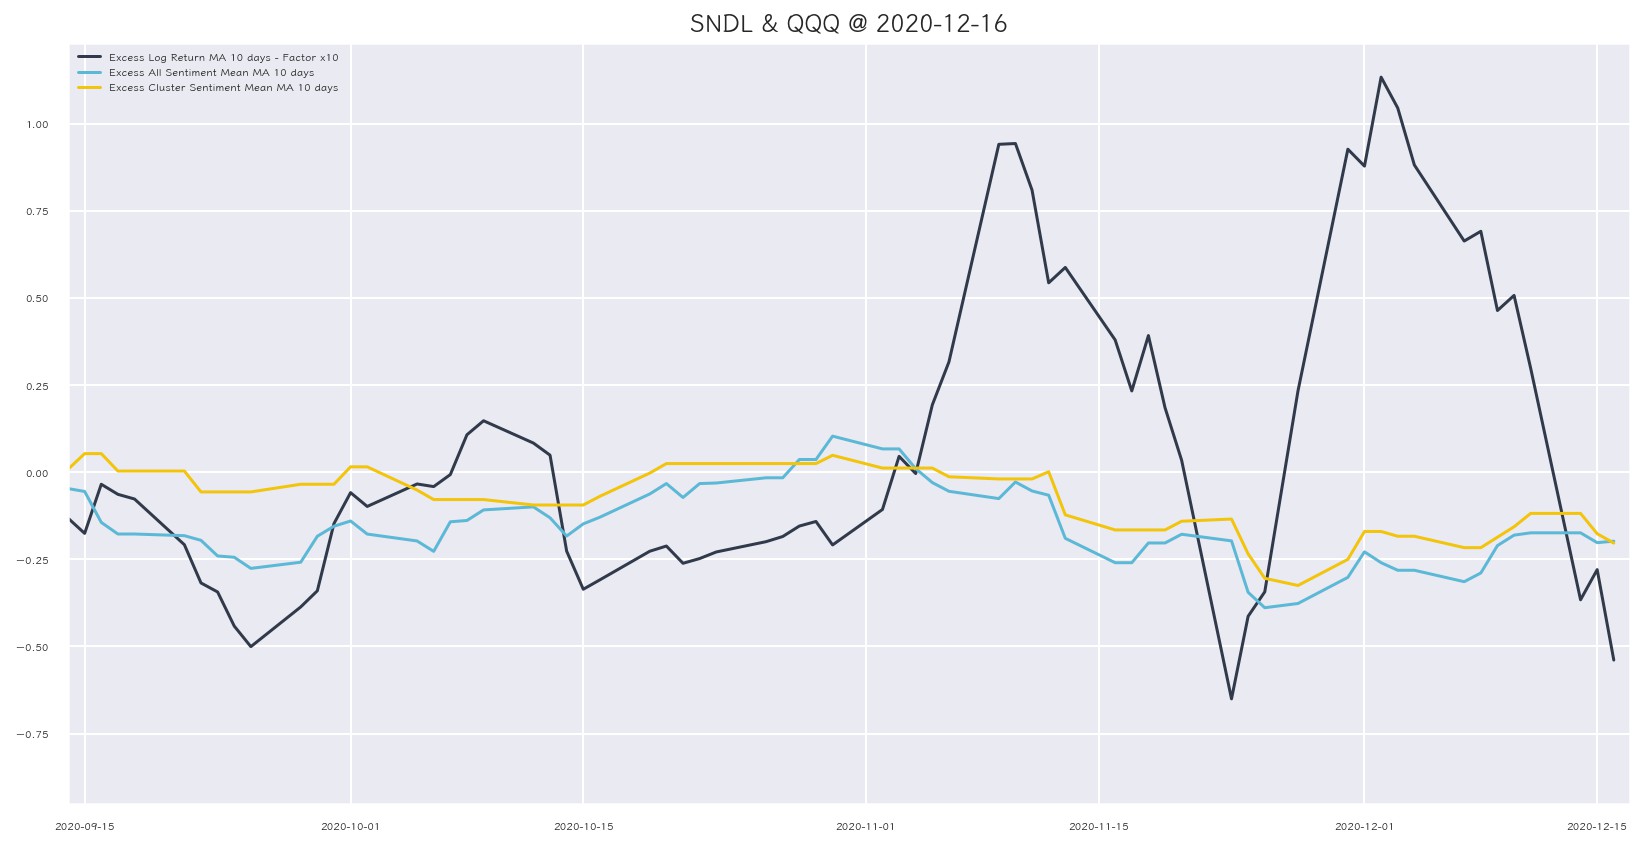 SNDL & QQQ @ 2020-12-16
Excess Log Return MA 10 days - Factor x10
Excess All Sentiment Mean MA 10 days
Excess Cluster Sentiment Mean MA 10 days
1.00
0.75
0.50
0.25
0.00
−0.25
−0.50
−0.75
2020-09-15 2020-10-01 2020-10-15 2020-11-01 2020-11-15 2020-12-01 2020-12-15